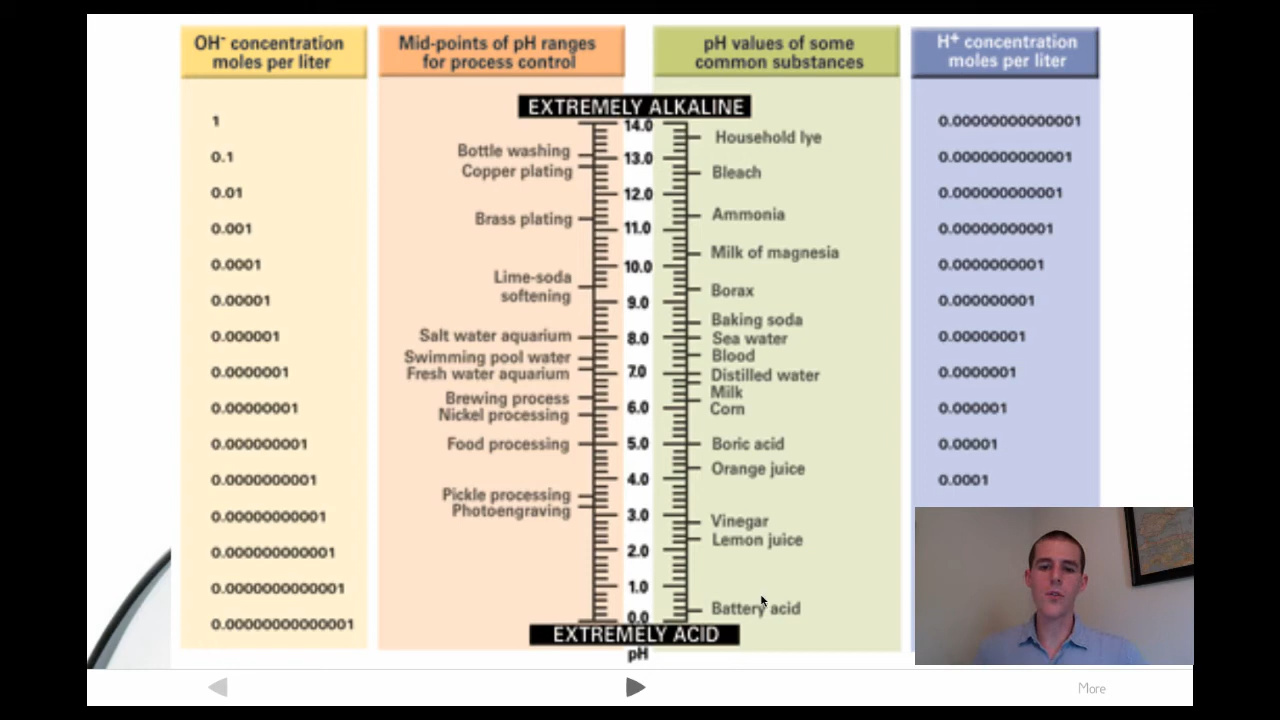 OH- concentration
moles per liter
1
0.1
0.01
0.001
0.0001
0.00001
0.000001
0.0000001
0.00000001
0.000000001
0.0000000001
0.00000000001
0.000000000001
0.0000000000001
0.00000000000001
Mid-points of pH ranges
for process control
Bottle washing
Copper plating
Brass plating
Lime-soda
softening
Salt water aquarium
Swimming pool water
Fresh water aquarium
Brewing process
Nickel processing
Food processing
Pickle processing
Photoengraving
EXTREMELY ALKALINE
14.0
13.0
12.0
11.0
10.0
9.0
8.0
7.0
6.0
5.0
4.0
3.0
2.0
1.0
0.0
EXTREMELY ACID
pH
pH values of some
common substances
Household lye
Bleach
Ammonia
Milk of magnesia
Borax
Baking soda
Sea water
Blood
Distilled water
Milk
Corn
Boric acid
Orange juice
Vinegar
Lemon juice
Battery acid
H+ concentration
moles per liter
0.00000000000001
0.0000000000001
0.000000000001
0.00000000001
0.0000000001
0.000000001
0.00000001
0.0000001
0.000001
0.00001
0.0001
More